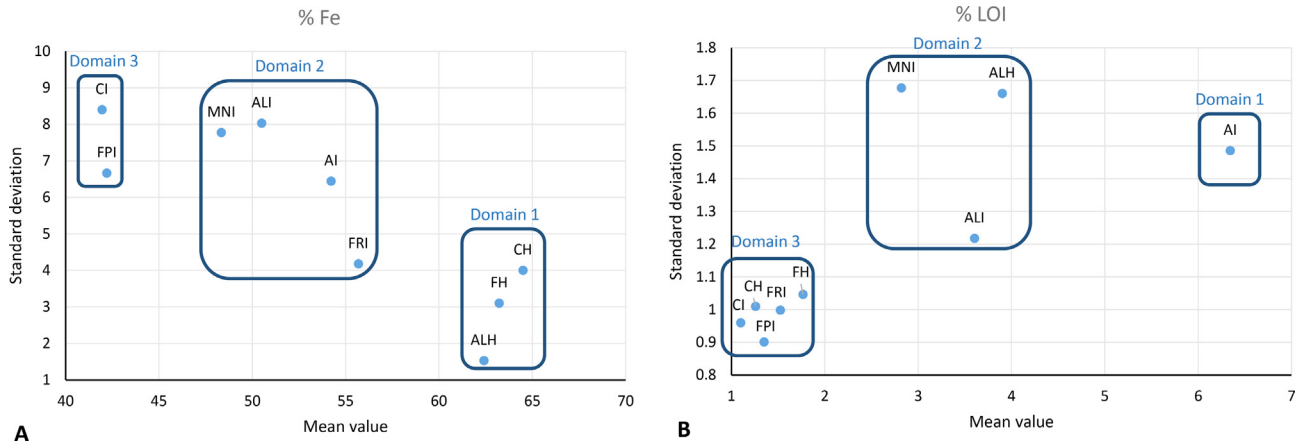 % Fe
Standard deviation
10
9
8
7
6
5
4
3
2
1
40
45
50
55
60
65
70
Mean value
Domain 3
CI
FPI
Domain 2
MNI
ALI
AI
FRI
Domain 1
CH
FH
ALH
A
% LOI
Standard deviation
1.8
1.7
1.6
1.5
1.4
1.3
1.2
1.1
1
0.9
0.8
1
2
3
4
5
6
7
Mean value
Domain 2
MNI
ALH
ALI
Domain 1
AI
Domain 3
FH
CH
FRI
CI
FPI
B